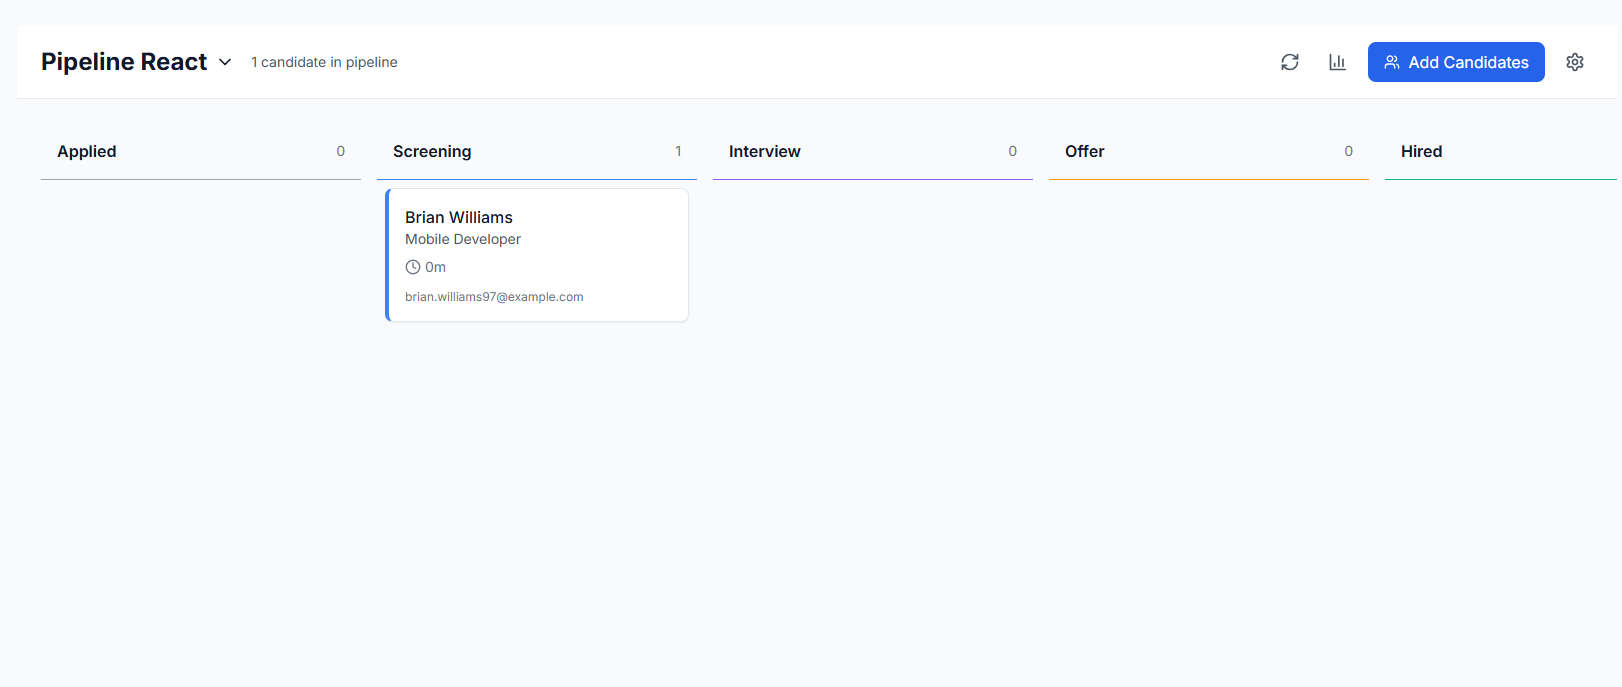 Pipeline React
1 candidate in pipeline
Add Candidates
Applied 0
Screening 1
Interview 0
Offer 0
Hired
Brian Williams
Mobile Developer
0m
brian.williams97@example.com